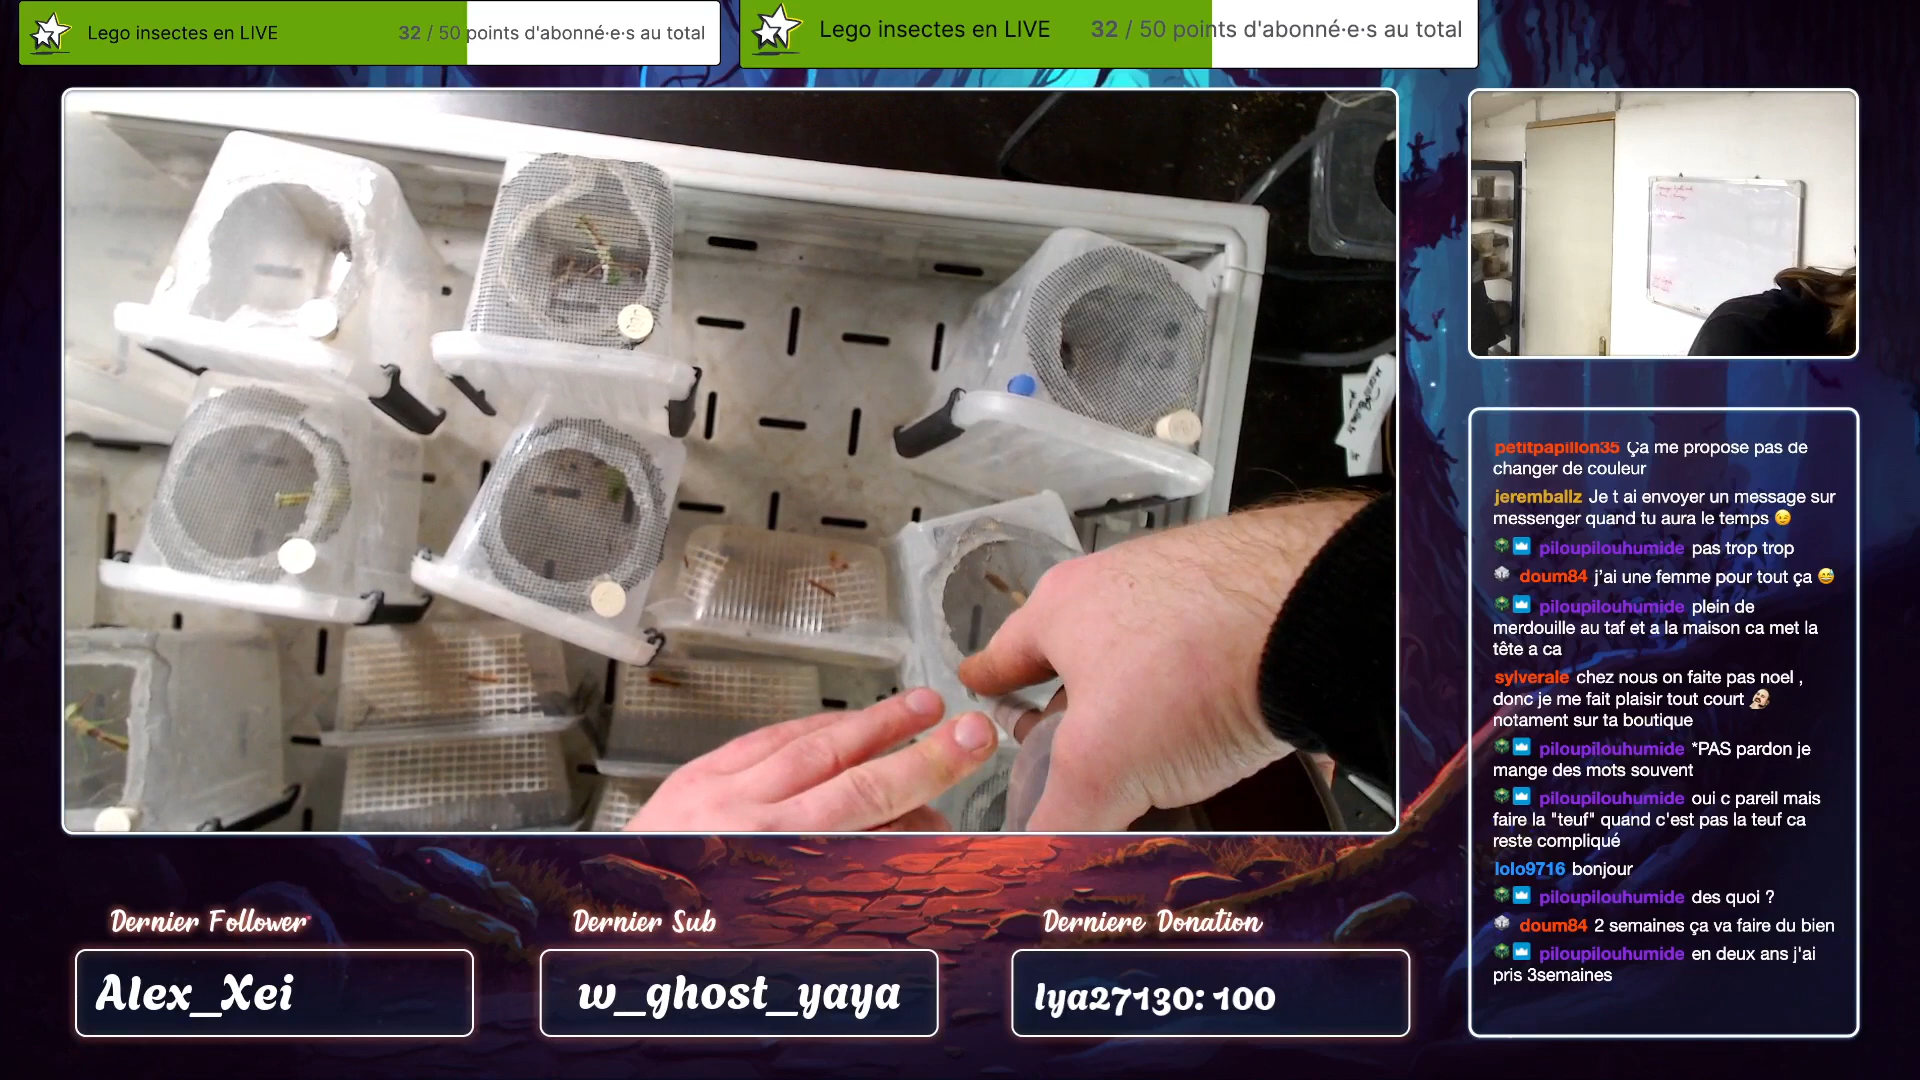 Lego insectes en LIVE 32 / 50 points d'abonné·e·s au total
Lego insectes en LIVE 32 / 50 points d'abonné·e·s au total
petitpapillon35 Ça me propose pas de
changer de couleur
jeremballz Je t ai envoyer un message sur
messenger quand tu aura le temps 😉
piloupilouhumide pas trop trop
doum84 j'ai une femme pour tout ça 😅
piloupilouhumide plein de
merdouille au taf et a la maison ca met la
tête a ca
sylverale chez nous on faite pas noel ,
donc je me fait plaisir tout court
notament sur ta boutique
piloupilouhumide *PAS pardon je
mange des mots souvent
piloupilouhumide oui c pareil mais
faire la "teuf" quand c'est pas la teuf ca
reste compliqué
lolo9716 bonjour
piloupilouhumide des quoi ?
doum84 2 semaines ça va faire du bien
piloupilouhumide en deux ans j'ai
pris 3semaines
Dernier Follower
Alex_Xei
Dernier Sub
w_ghost_yaya
Derniere Donation
lya27130: 100